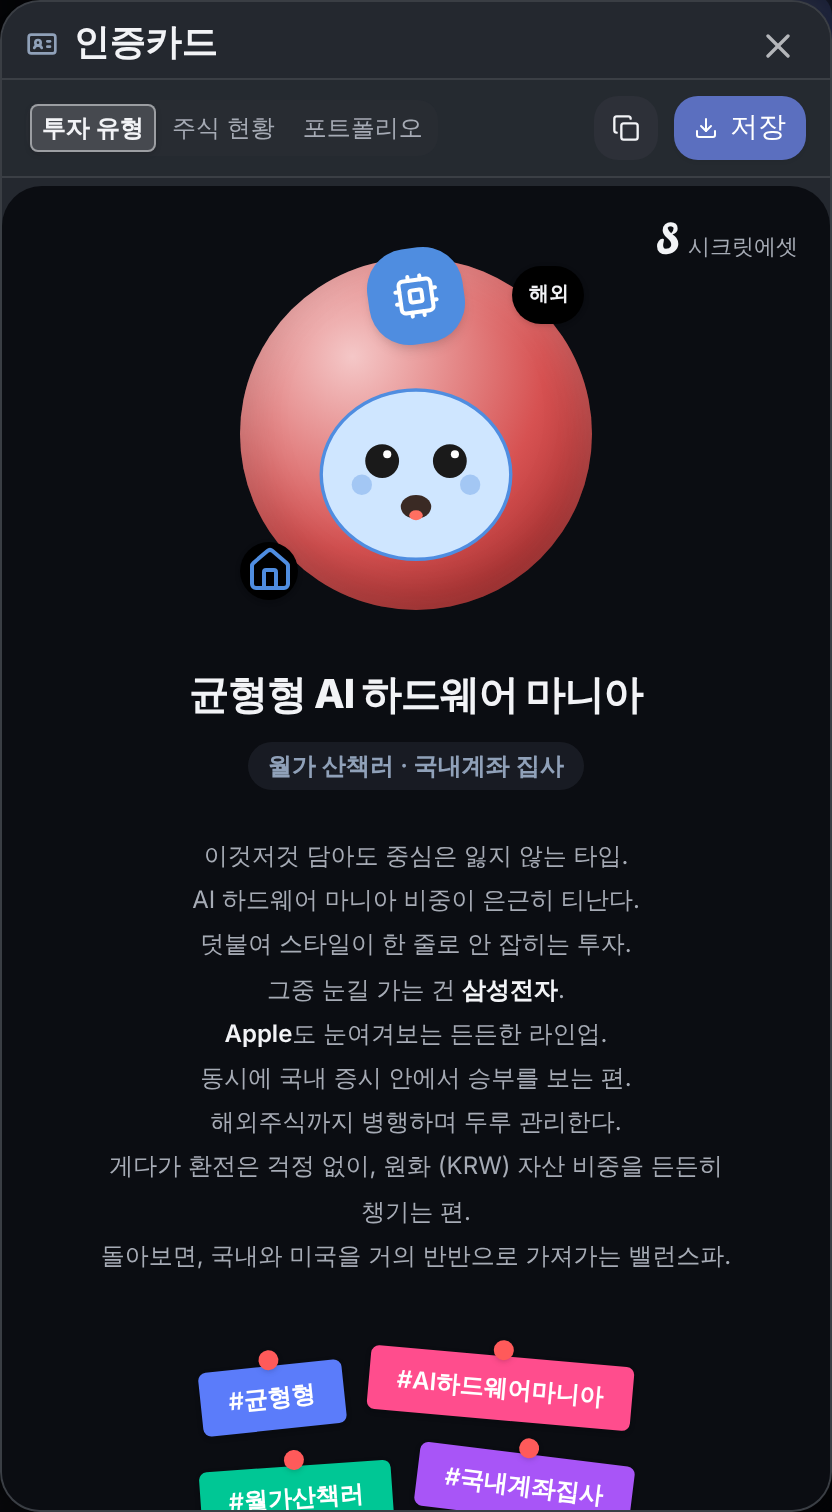 인증카드
투자 유형 주식 현황 포트폴리오 저장
시크릿에셋
해외
균형형 AI 하드웨어 마니아
월가 산책러 · 국내계좌 집사
이것저것 담아도 중심은 잃지 않는 타입.
AI 하드웨어 마니아 비중이 은근히 티난다.
덧붙여 스타일이 한 줄로 안 잡히는 투자.
그중 눈길 가는 건 삼성전자.
Apple도 눈여겨보는 든든한 라인업.
동시에 국내 증시 안에서 승부를 보는 편.
해외주식까지 병행하며 두루 관리한다.
게다가 환전은 걱정 없이, 원화 (KRW) 자산 비중을 든든히
챙기는 편.
돌아보면, 국내와 미국을 거의 반반으로 가져가는 밸런스파.
#균형형 #AI하드웨어마니아
#월가산책러 #국내계좌집사